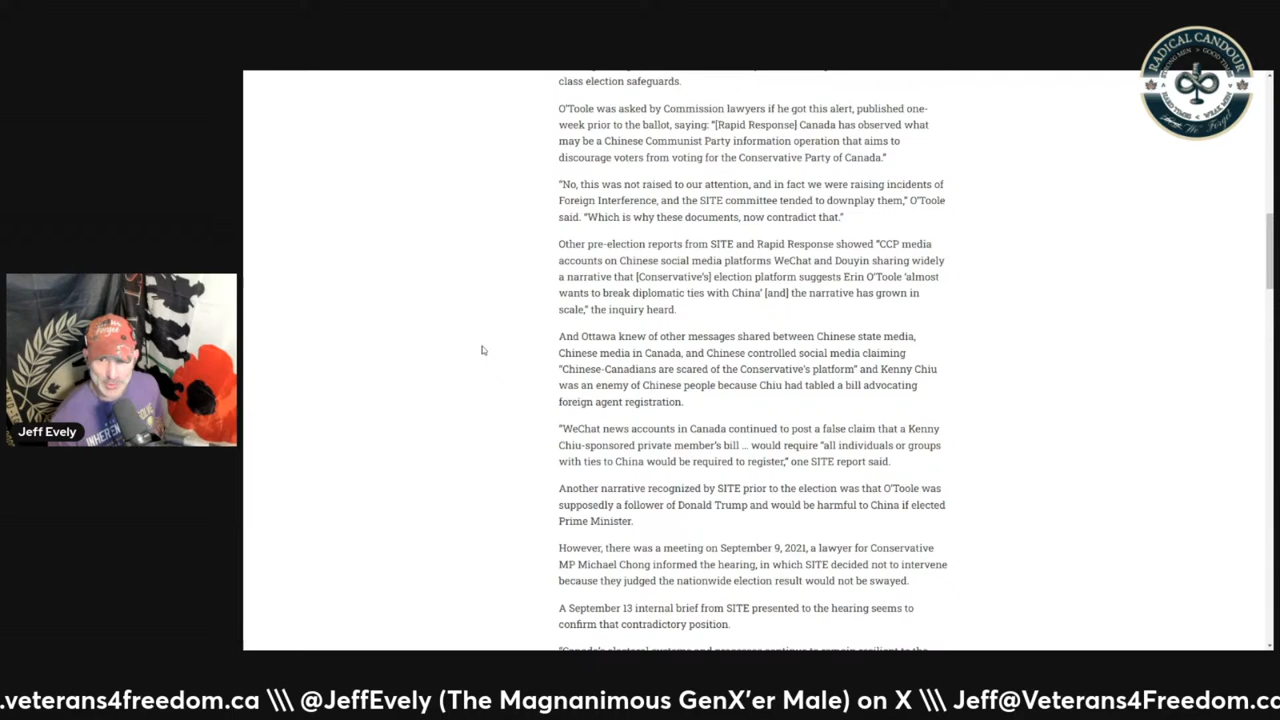 class election safeguards.
O'Toole was asked by Commission lawyers if he got this alert, published one-
week prior to the ballot, saying: “[Rapid Response] Canada has observed what
may be a Chinese Communist Party information operation that aims to
discourage voters from voting for the Conservative Party of Canada.”
“No, this was not raised to our attention, and in fact we were raising incidents of
Foreign Interference, and the SITE committee tended to downplay them,” O'Toole
said. “Which is why these documents, now contradict that.”
Other pre-election reports from SITE and Rapid Response showed “CCP media
accounts on Chinese social media platforms WeChat and Douyin sharing widely
a narrative that [Conservative's] election platform suggests Erin O'Toole ‘almost
wants to break diplomatic ties with China’ [and] the narrative has grown in
scale,” the inquiry heard.
And Ottawa knew of other messages shared between Chinese state media,
Chinese media in Canada, and Chinese controlled social media claiming
“Chinese-Canadians are scared of the Conservative's platform” and Kenny Chiu
was an enemy of Chinese people because Chiu had tabled a bill advocating
foreign agent registration.
“WeChat news accounts in Canada continued to post a false claim that a Kenny
Chiu-sponsored private member's bill ... would require “all individuals or groups
with ties to China would be required to register,” one SITE report said.
Another narrative recognized by SITE prior to the election was that O'Toole was
supposedly a follower of Donald Trump and would be harmful to China if elected
Prime Minister.
However, there was a meeting on September 9, 2021, a lawyer for Conservative
MP Michael Chong informed the hearing, in which SITE decided not to intervene
because they judged the nationwide election result would not be swayed.
A September 13 internal brief from SITE presented to the hearing seems to
confirm that contradictory position.
RADICAL CANDOUR
STRONG MEN > GOOD TIMES
HARD TIMES < WEAK MEN
Forget
Jeff Evely
.veterans4freedom.ca \\\ @JeffEvely (The Magnanimous GenX'er Male) on X \\\ Jeff@Veterans4Freedom.c